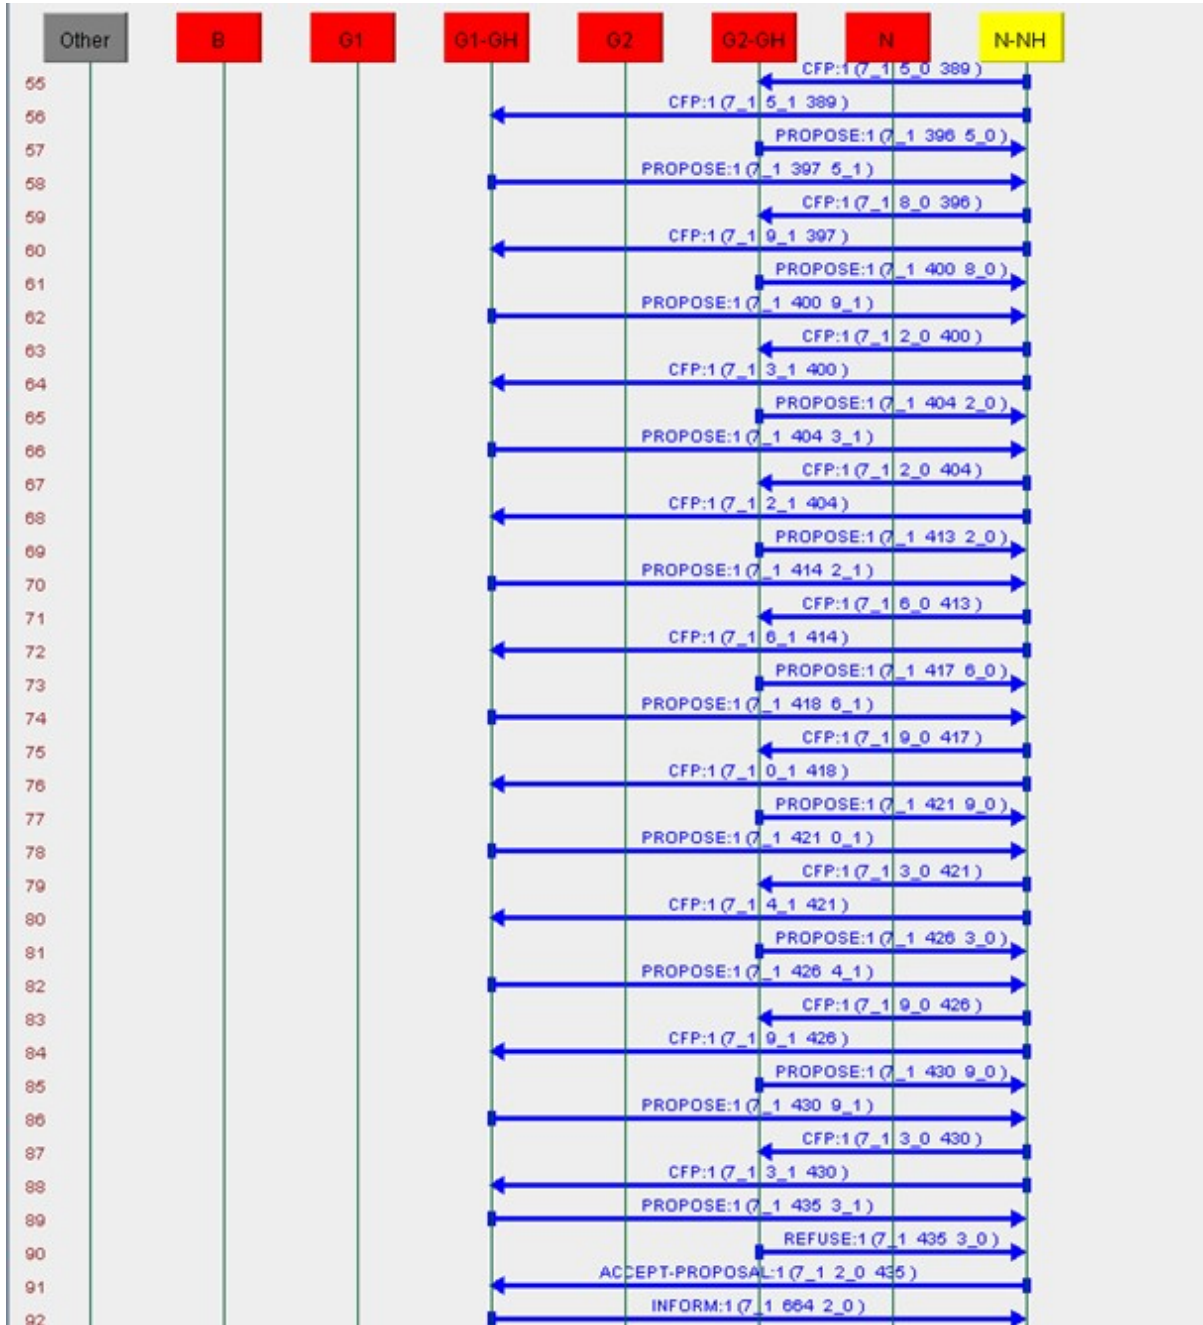 Other B G1 G1-GH G2 G2-GH N N-NH
55 CFP:1 (7_1 5_0 389)
56 CFP:1 (7_1 5_1 389)
57 PROPOSE:1 (7_1 396 5_0)
58 PROPOSE:1 (7_1 397 5_1)
59 CFP:1 (7_1 8_0 396)
60 CFP:1 (7_1 9_1 397)
61 PROPOSE:1 (7_1 400 8_0)
62 PROPOSE:1 (7_1 400 9_1)
63 CFP:1 (7_1 2_0 400)
64 CFP:1 (7_1 3_1 400)
65 PROPOSE:1 (7_1 404 2_0)
66 PROPOSE:1 (7_1 404 3_1)
67 CFP:1 (7_1 2_0 404)
68 CFP:1 (7_1 2_1 404)
69 PROPOSE:1 (7_1 413 2_0)
70 PROPOSE:1 (7_1 414 2_1)
71 CFP:1 (7_1 6_0 413)
72 CFP:1 (7_1 6_1 414)
73 PROPOSE:1 (7_1 417 6_0)
74 PROPOSE:1 (7_1 418 6_1)
75 CFP:1 (7_1 9_0 417)
76 CFP:1 (7_1 0_1 418)
77 PROPOSE:1 (7_1 421 9_0)
78 PROPOSE:1 (7_1 421 0_1)
79 CFP:1 (7_1 3_0 421)
80 CFP:1 (7_1 4_1 421)
81 PROPOSE:1 (7_1 426 3_0)
82 PROPOSE:1 (7_1 426 4_1)
83 CFP:1 (7_1 9_0 426)
84 CFP:1 (7_1 9_1 426)
85 PROPOSE:1 (7_1 430 9_0)
86 PROPOSE:1 (7_1 430 9_1)
87 CFP:1 (7_1 3_0 430)
88 CFP:1 (7_1 3_1 430)
89 PROPOSE:1 (7_1 435 3_1)
90 REFUSE:1 (7_1 435 3_0)
91 ACCEPT-PROPOSAL:1 (7_1 2_0 435)
92 INFORM:1 (7_1 664 2_0)